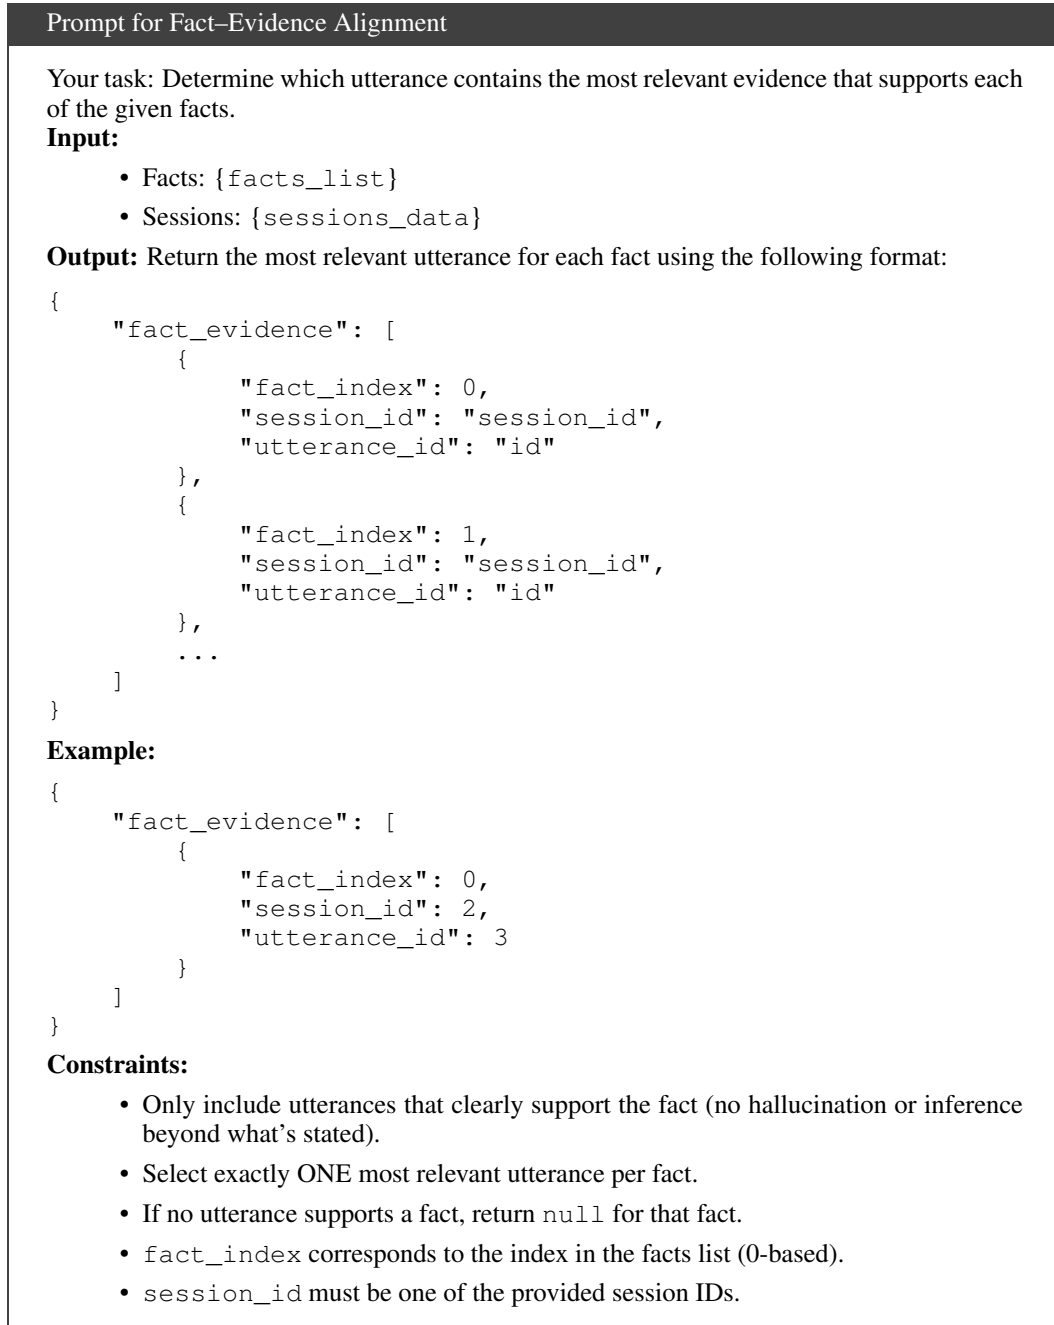 Prompt for Fact–Evidence Alignment
Your task: Determine which utterance contains the most relevant evidence that supports each
of the given facts.
Input:
• Facts: {facts_list}
• Sessions: {sessions_data}
Output: Return the most relevant utterance for each fact using the following format:
{
    "fact_evidence": [
        {
            "fact_index": 0,
            "session_id": "session_id",
            "utterance_id": "id"
        },
        {
            "fact_index": 1,
            "session_id": "session_id",
            "utterance_id": "id"
        },
        ...
    ]
}
Example:
{
    "fact_evidence": [
        {
            "fact_index": 0,
            "session_id": 2,
            "utterance_id": 3
        }
    ]
}
Constraints:
• Only include utterances that clearly support the fact (no hallucination or inference
beyond what's stated).
• Select exactly ONE most relevant utterance per fact.
• If no utterance supports a fact, return null for that fact.
• fact_index corresponds to the index in the facts list (0-based).
• session_id must be one of the provided session IDs.